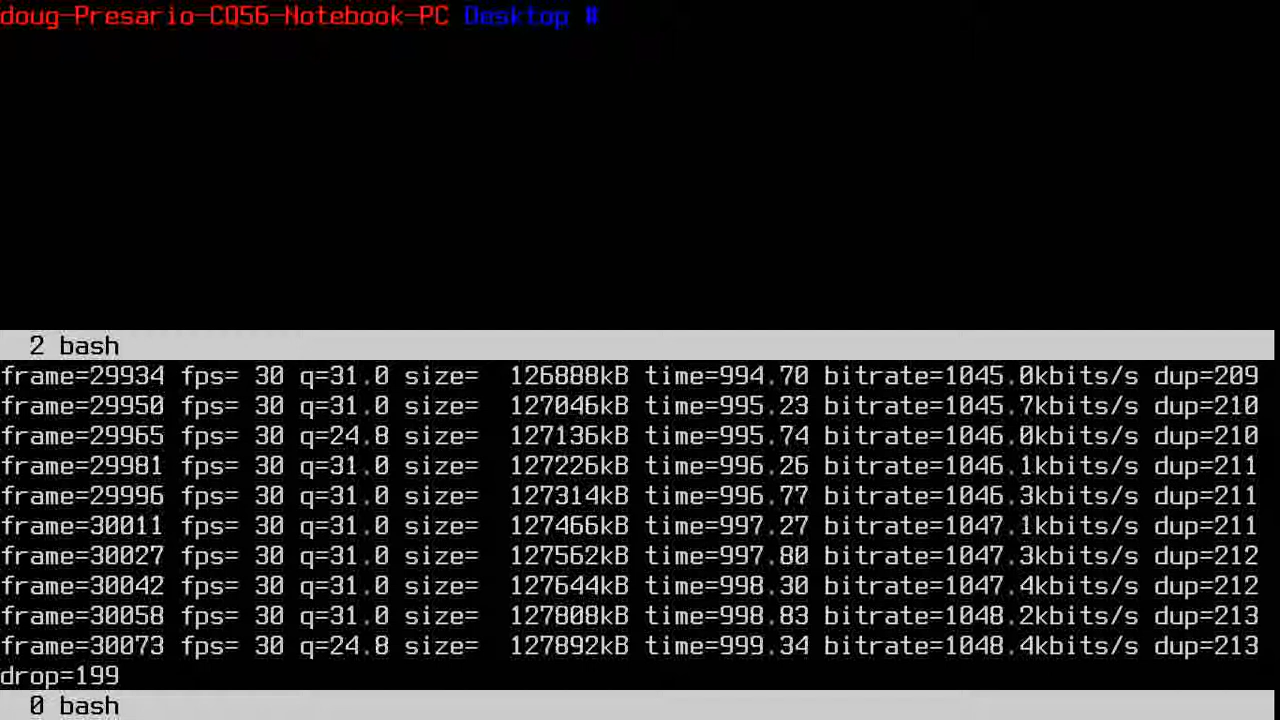 doug-Presario-CQ56-Notebook-PC Desktop #
2 bash
frame=29934 fps= 30 q=31.0 size=  126888kB time=994.70 bitrate=1045.0kbits/s dup=209
frame=29950 fps= 30 q=31.0 size=  127046kB time=995.23 bitrate=1045.7kbits/s dup=210
frame=29965 fps= 30 q=24.8 size=  127136kB time=995.74 bitrate=1046.0kbits/s dup=210
frame=29981 fps= 30 q=31.0 size=  127226kB time=996.26 bitrate=1046.1kbits/s dup=211
frame=29996 fps= 30 q=31.0 size=  127314kB time=996.77 bitrate=1046.3kbits/s dup=211
frame=30011 fps= 30 q=31.0 size=  127466kB time=997.27 bitrate=1047.1kbits/s dup=211
frame=30027 fps= 30 q=31.0 size=  127562kB time=997.80 bitrate=1047.3kbits/s dup=212
frame=30042 fps= 30 q=31.0 size=  127644kB time=998.30 bitrate=1047.4kbits/s dup=212
frame=30058 fps= 30 q=31.0 size=  127808kB time=998.83 bitrate=1048.2kbits/s dup=213
frame=30073 fps= 30 q=24.8 size=  127892kB time=999.34 bitrate=1048.4kbits/s dup=213
drop=199
0 bash